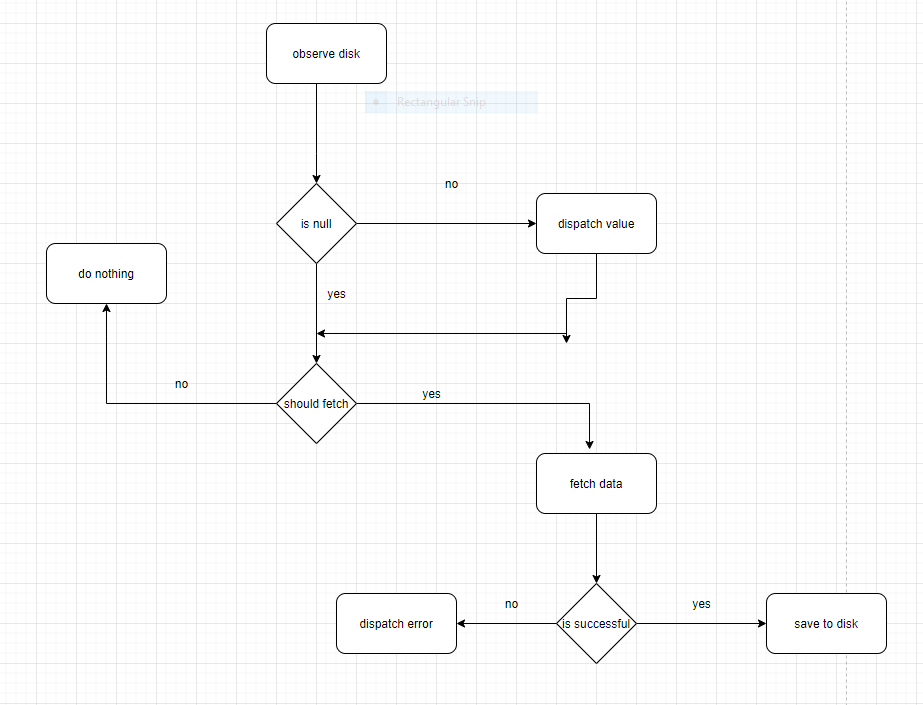 observe disk
Rectangular Snip
no
is null
dispatch value
do nothing
yes
no
yes
should fetch
fetch data
no
yes
dispatch error
is successful
save to disk